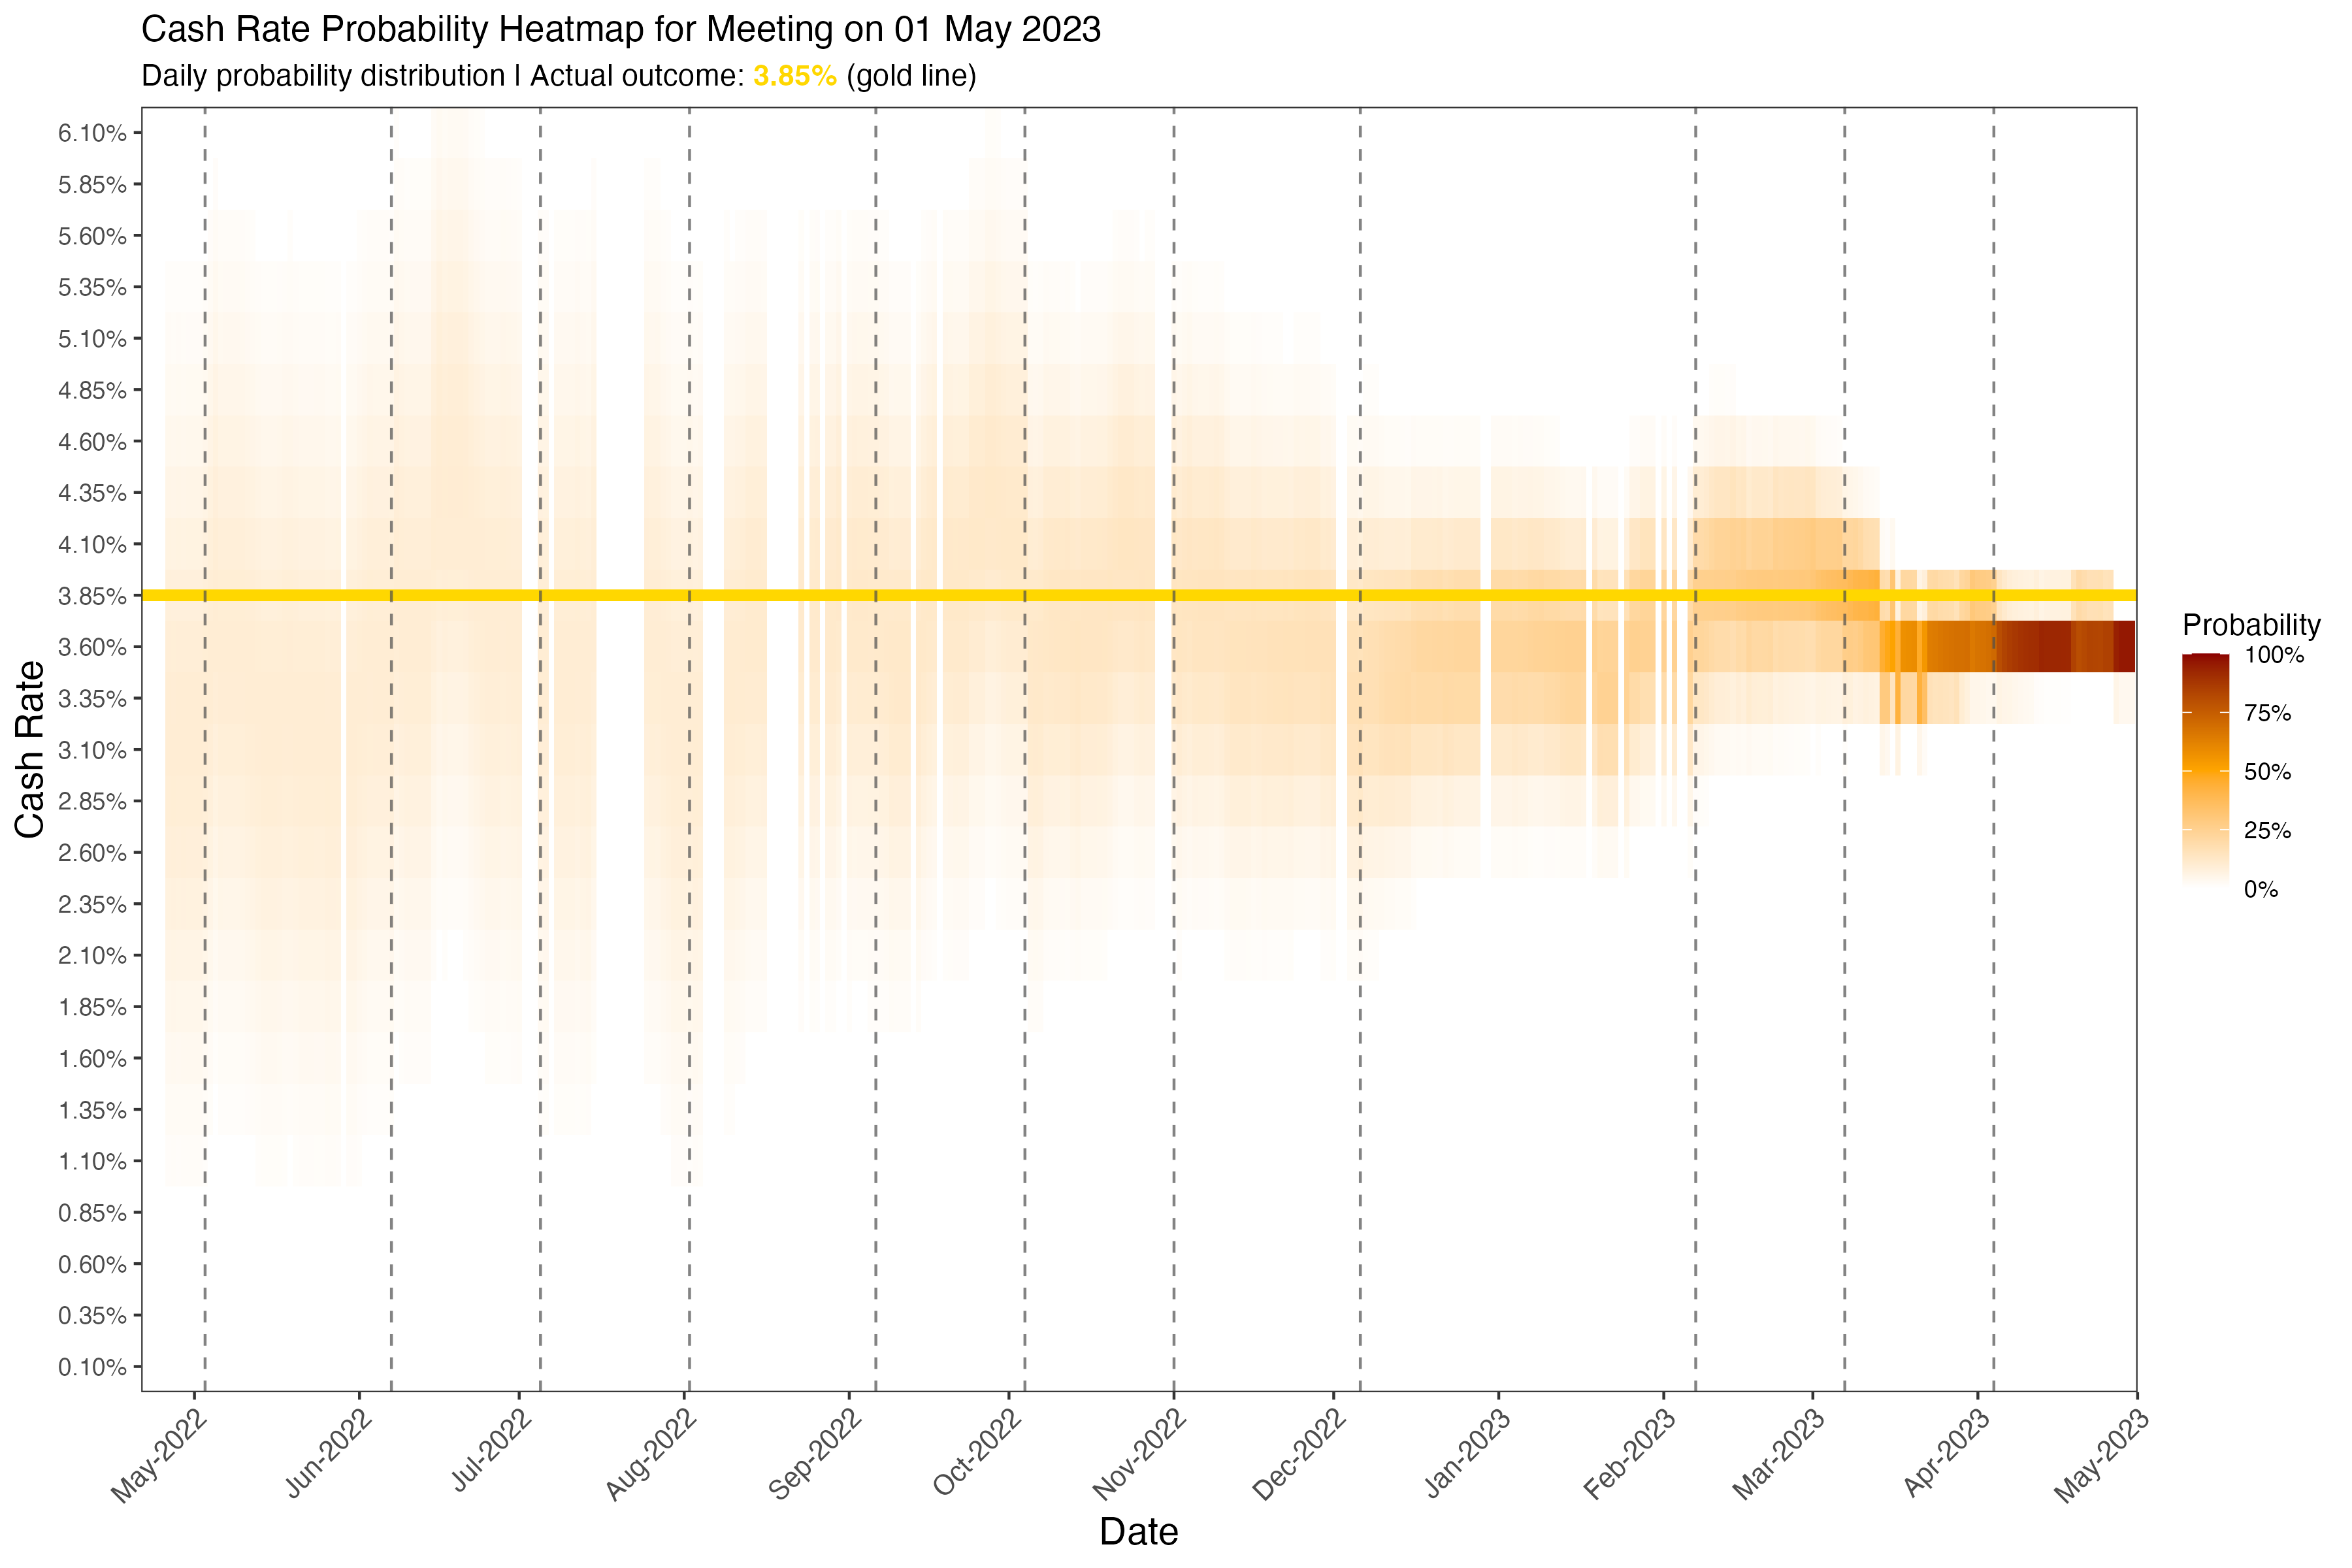 Cash Rate Probability Heatmap for Meeting on 01 May 2023
Daily probability distribution | Actual outcome: 3.85% (gold line)
Cash Rate
6.10%
5.85%
5.60%
5.35%
5.10%
4.85%
4.60%
4.35%
4.10%
3.85%
3.60%
3.35%
3.10%
2.85%
2.60%
2.35%
2.10%
1.85%
1.60%
1.35%
1.10%
0.85%
0.60%
0.35%
0.10%
May-2022
Jun-2022
Jul-2022
Aug-2022
Sep-2022
Oct-2022
Nov-2022
Dec-2022
Jan-2023
Feb-2023
Mar-2023
Apr-2023
May-2023
Date
Probability
100%
75%
50%
25%
0%